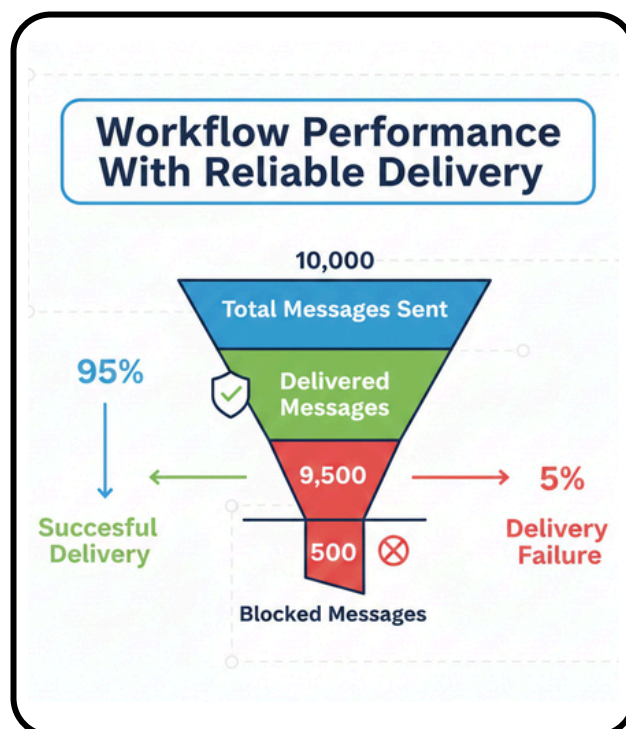 Workflow Performance
With Reliable Delivery
10,000
Total Messages Sent
95%
Delivered
Messages
9,500
5%
Succesful
Delivery
Delivery
Failure
500
Blocked Messages